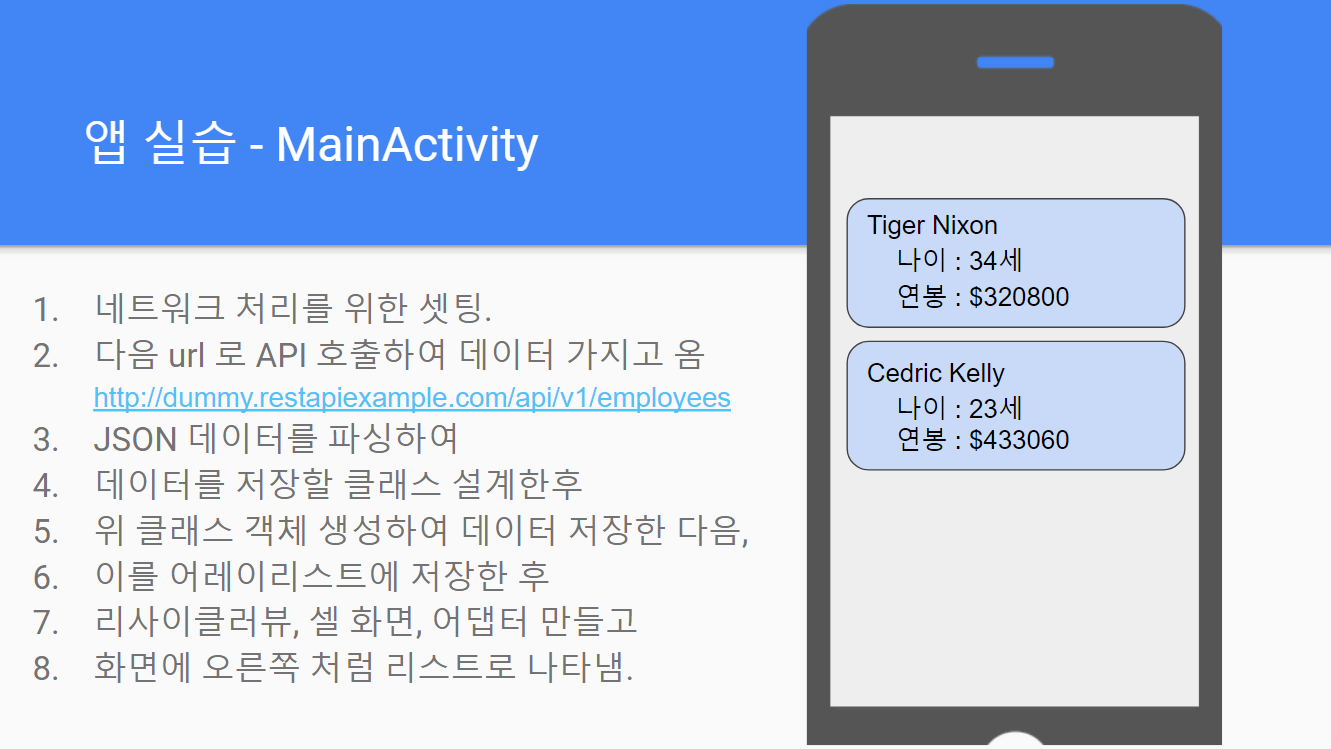 앱 실습 - MainActivity
1. 네트워크 처리를 위한 셋팅.
2. 다음 url 로 API 호출하여 데이터 가지고 옴
http://dummy.restapiexample.com/api/v1/employees
3. JSON 데이터를 파싱하여
4. 데이터를 저장할 클래스 설계한후
5. 위 클래스 객체 생성하여 데이터 저장한 다음,
6. 이를 어레이리스트에 저장한 후
7. 리사이클러뷰, 셀 화면, 어댑터 만들고
8. 화면에 오른쪽 처럼 리스트로 나타냄.
Tiger Nixon
나이 : 34세
연봉 : $320800
Cedric Kelly
나이 : 23세
연봉 : $433060